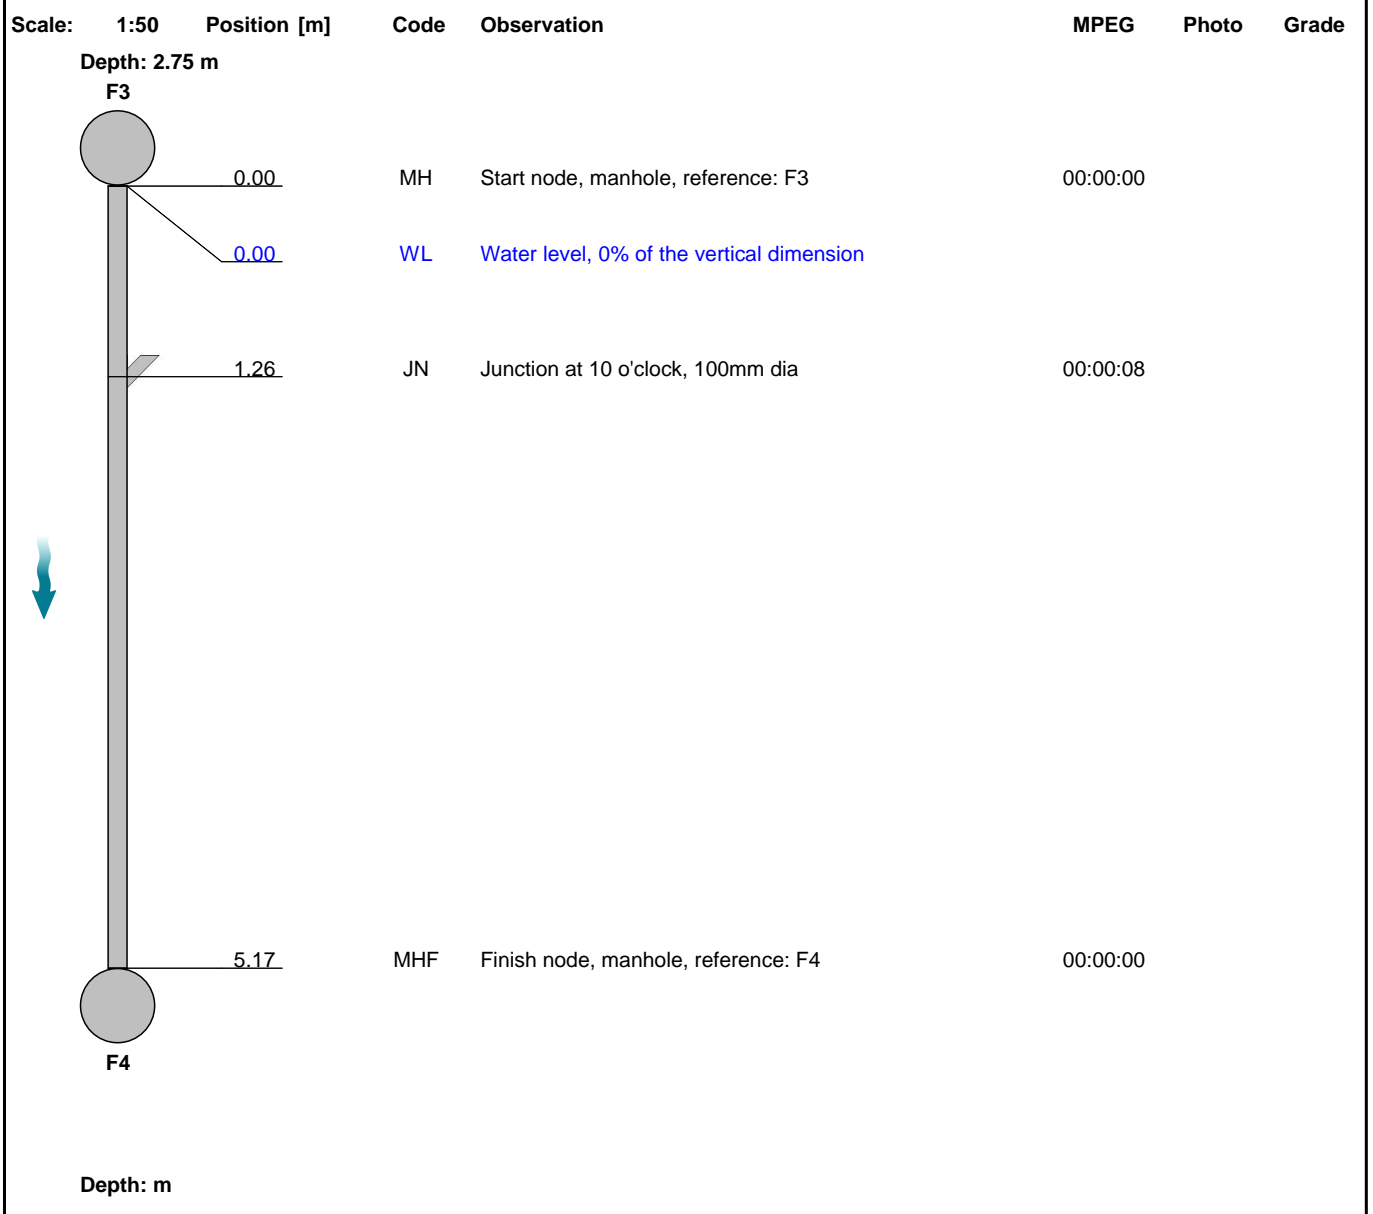 Scale: 1:50 Position [m] Code Observation MPEG Photo Grade
Depth: 2.75 m
F3
0.00 MH Start node, manhole, reference: F3 00:00:00
0.00 WL Water level, 0% of the vertical dimension
1.26 JN Junction at 10 o'clock, 100mm dia 00:00:08
5.17 MHF Finish node, manhole, reference: F4 00:00:00
F4
Depth: m